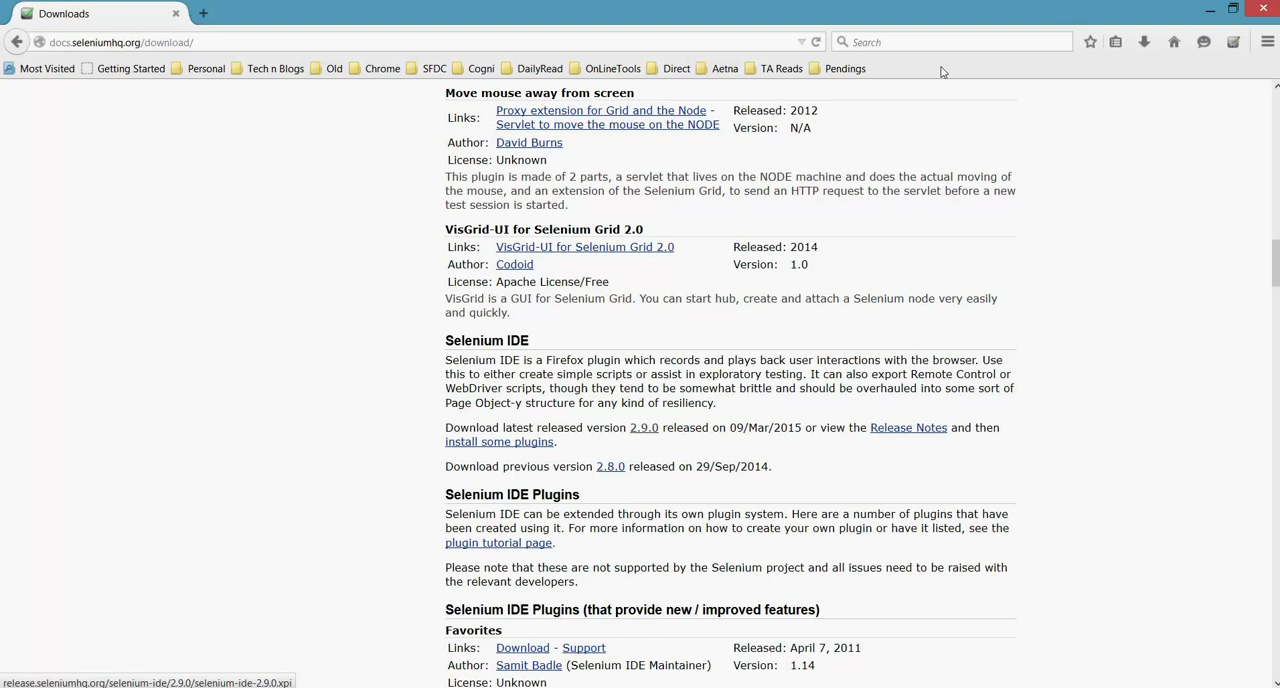 Downloads
docs.seleniumhq.org/download/
Search
Most Visited Getting Started Personal Tech n Blogs Old Chrome SFDC Cogni DailyRead OnLineTools Direct Aetna TA Reads Pendings
Move mouse away from screen
Links: Proxy extension for Grid and the Node - Servlet to move the mouse on the NODE
Released: 2012
Version: N/A
Author: David Burns
License: Unknown
This plugin is made of 2 parts, a servlet that lives on the NODE machine and does the actual moving of
the mouse, and an extension of the Selenium Grid, to send an HTTP request to the servlet before a new
test session is started.
VisGrid-UI for Selenium Grid 2.0
Links: VisGrid-UI for Selenium Grid 2.0 Released: 2014
Author: Codoid Version: 1.0
License: Apache License/Free
VisGrid is a GUI for Selenium Grid. You can start hub, create and attach a Selenium node very easily
and quickly.
Selenium IDE
Selenium IDE is a Firefox plugin which records and plays back user interactions with the browser. Use
this to either create simple scripts or assist in exploratory testing. It can also export Remote Control or
WebDriver scripts, though they tend to be somewhat brittle and should be overhauled into some sort of
Page Object-y structure for any kind of resiliency.
Download latest released version 2.9.0 released on 09/Mar/2015 or view the Release Notes and then
install some plugins.
Download previous version 2.8.0 released on 29/Sep/2014.
Selenium IDE Plugins
Selenium IDE can be extended through its own plugin system. Here are a number of plugins that have
been created using it. For more information on how to create your own plugin or have it listed, see the
plugin tutorial page.
Please note that these are not supported by the Selenium project and all issues need to be raised with
the relevant developers.
Selenium IDE Plugins (that provide new / improved features)
Favorites
Links: Download - Support Released: April 7, 2011
Author: Samit Badle (Selenium IDE Maintainer) Version: 1.14
License: Unknown
release.seleniumhq.org/selenium-ide/2.9.0/selenium-ide-2.9.0.xpi